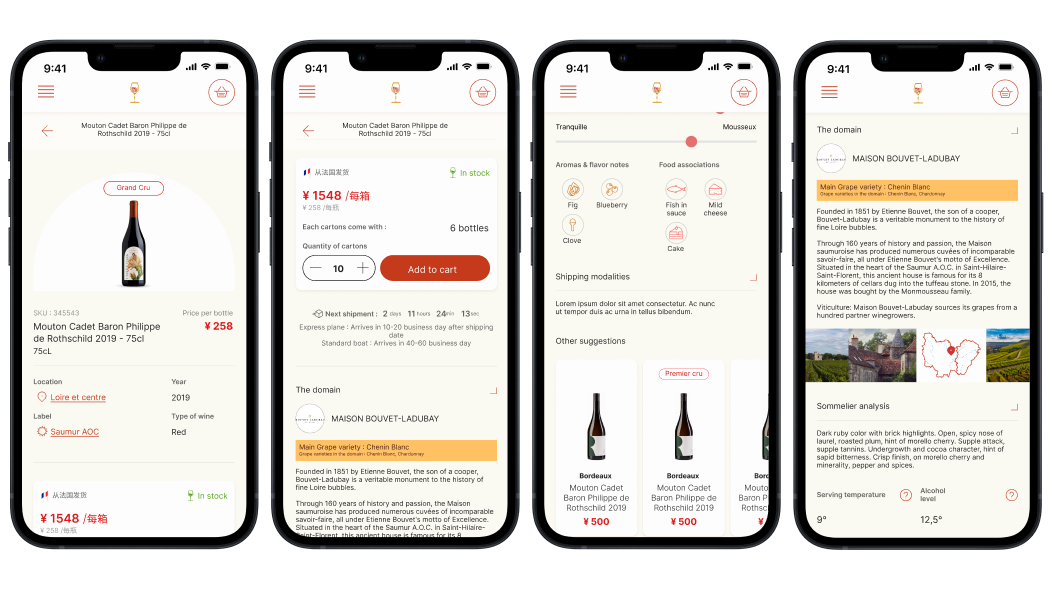 9:41
Mouton Cadet Baron Philippe de
Rothschild 2019 - 75cl
Grand Cru
SKU : 345543
Price per bottle
Mouton Cadet Baron Philippe
de Rothschild 2019 - 75cl
¥ 258
75cL
Location
Year
Loire et centre
2019
Label
Type of wine
Saumur AOC
Red
从法国发货
In stock
¥ 1548 /每箱
¥ 258 /每瓶
9:41
Mouton Cadet Baron Philippe de
Rothschild 2019 - 75cl
从法国发货
In stock
¥ 1548 /每箱
¥ 258 /每瓶
Each cartons come with :
6 bottles
Quantity of cartons
10
Add to cart
Next shipment : 2 days 11 hours 24min 13sec
Express plane : Arrives in 10-20 business day after shipping
date
Standard boat : Arrives in 40-60 business day
The domain
MAISON BOUVET-LADUBAY
Main Grape variety : Chenin Blanc
Grape varieties in the domain : Chenin Blanc, Chardonnay
Founded in 1851 by Etienne Bouvet, the son of a cooper,
Bouvet-Ladubay is a veritable monument to the history of
fine Loire bubbles.
Through 160 years of history and passion, the Maison
saumuroise has produced numerous cuvées of incomparable
savoir-faire, all under Etienne Bouvet's motto of Excellence.
Situated in the heart of the Saumur A.O.C. in Saint-Hilaire-
Saint-Florent, this ancient house is famous for its 8
9:41
Tranquille
Mousseux
Aromas & flavor notes
Food associations
Fig
Blueberry
Fish in
sauce
Mild
cheese
Clove
Cake
Shipping modalities
Lorem ipsum dolor sit amet consectetur. Ac nunc
ut tempor duis ac urna in tellus bibendum.
Other suggestions
Premier cru
Bordeaux
Mouton Cadet
Baron Philippe de
Rothschild 2019
¥ 500
Bordeaux
Mouton Cadet
Baron Philippe de
Rothschild 2019
¥ 500
Bord
Mouton
Baron Ph
Rothsch
¥
9:41
The domain
MAISON BOUVET-LADUBAY
Main Grape variety : Chenin Blanc
Grape varieties in the domain : Chenin Blanc, Chardonnay
Founded in 1851 by Etienne Bouvet, the son of a cooper,
Bouvet-Ladubay is a veritable monument to the history of
fine Loire bubbles.
Through 160 years of history and passion, the Maison
saumuroise has produced numerous cuvées of incomparable
savoir-faire, all under Etienne Bouvet's motto of Excellence.
Situated in the heart of the Saumur A.O.C. in Saint-Hilaire-
Saint-Florent, this ancient house is famous for its 8
kilometers of cellars dug into the tuffeau stone. In 2015, the
house was bought by the Monmousseau family.
Viticulture: Maison Bouvet-Labuday sources its grapes from a
hundred partner winegrowers.
Sommelier analysis
Dark ruby color with brick highlights. Open, spicy nose of
laurel, roasted plum, hint of morello cherry. Supple attack,
supple tannins. Undergrowth and cocoa character, hint of
sapid bitterness. Crisp finish, on morello cherry and
minerality, pepper and spices.
Serving temperature
Alcohol
level
9°
12,5°